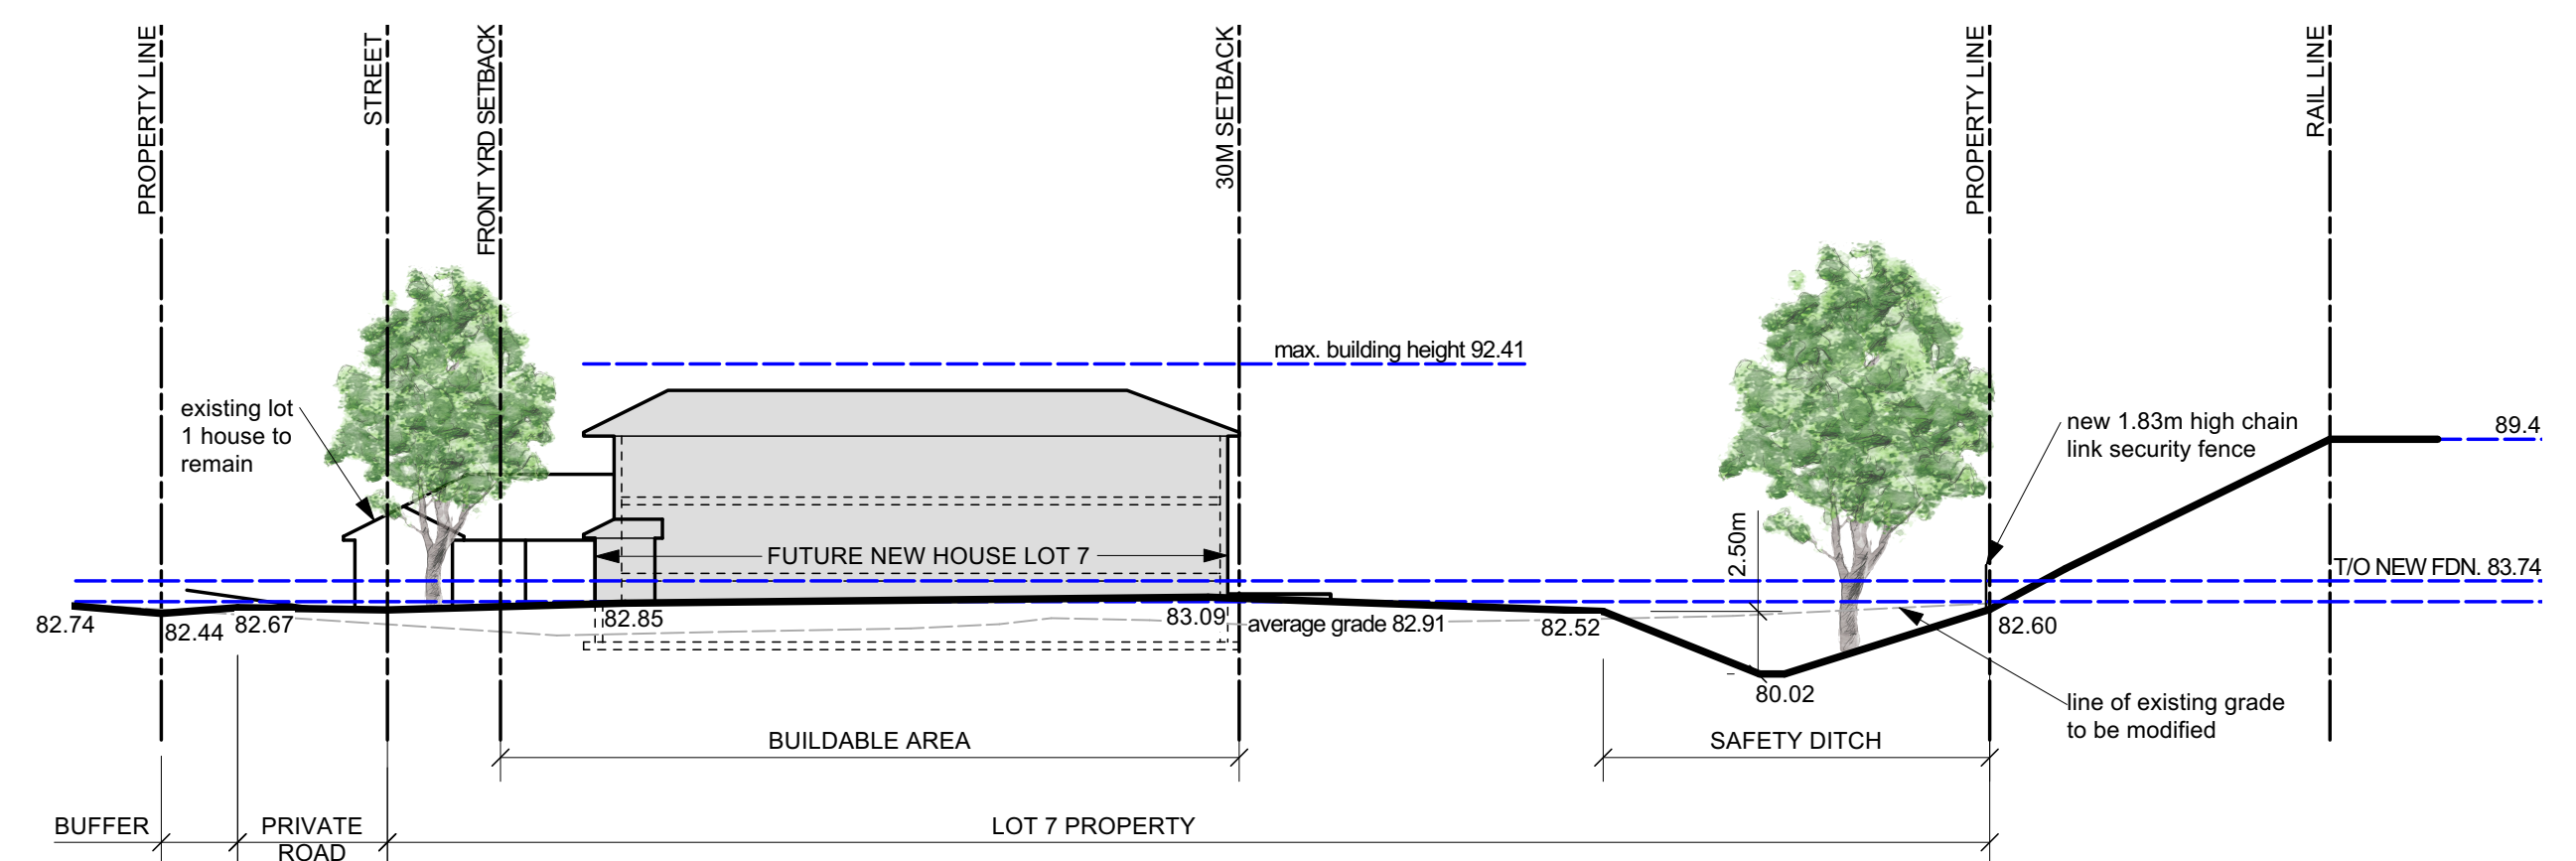 PROPERTY LINE
STREET
FRONT YRD SETBACK
30M SETBACK
PROPERTY LINE
RAIL LINE
max. building height 92.41
existing lot
1 house to
remain
new 1.83m high chain
link security fence
89.4
2.50m
FUTURE NEW HOUSE LOT 7
T/O NEW FDN. 83.74
82.74
82.44
82.67
82.85
83.09
average grade 82.91
82.52
82.60
80.02
line of existing grade
to be modified
BUILDABLE AREA
SAFETY DITCH
BUFFER
PRIVATE
ROAD
LOT 7 PROPERTY